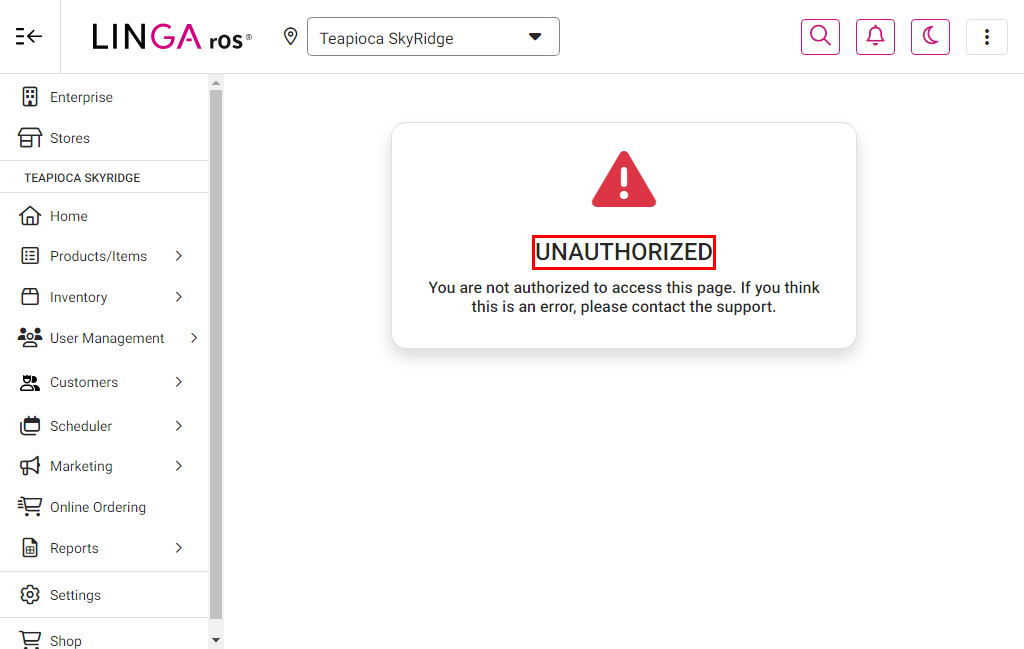 LINGA ros®
Teapioca SkyRidge
Enterprise
Stores
TEAPIOCA SKYRIDGE
Home
Products/Items
Inventory
User Management
Customers
Scheduler
Marketing
Online Ordering
Reports
Settings
Shop
UNAUTHORIZED
You are not authorized to access this page. If you think
this is an error, please contact the support.